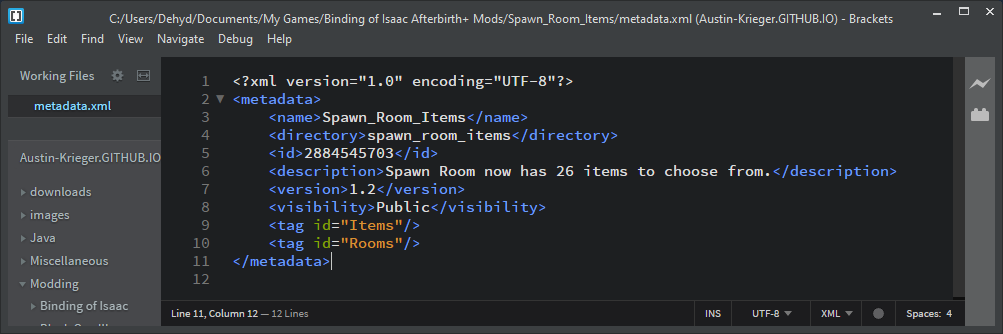 C:/Users/Dehyd/Documents/My Games/Binding of Isaac Afterbirth+ Mods/Spawn_Room_Items/metadata.xml (Austin-Krieger.GITHUB.IO) - Brackets
File Edit Find View Navigate Debug Help
Working Files
metadata.xml
Austin-Krieger.GITHUB.IO
downloads
images
Java
Miscellaneous
Modding
Binding of Isaac
1 <?xml version="1.0" encoding="UTF-8"?>
2 <metadata>
3 <name>Spawn_Room_Items</name>
4 <directory>spawn_room_items</directory>
5 <id>2884545703</id>
6 <description>Spawn Room now has 26 items to choose from.</description>
7 <version>1.2</version>
8 <visibility>Public</visibility>
9 <tag id="Items"/>
10 <tag id="Rooms"/>
11 </metadata>
12
Line 11, Column 12 — 12 Lines INS UTF-8 XML Spaces: 4